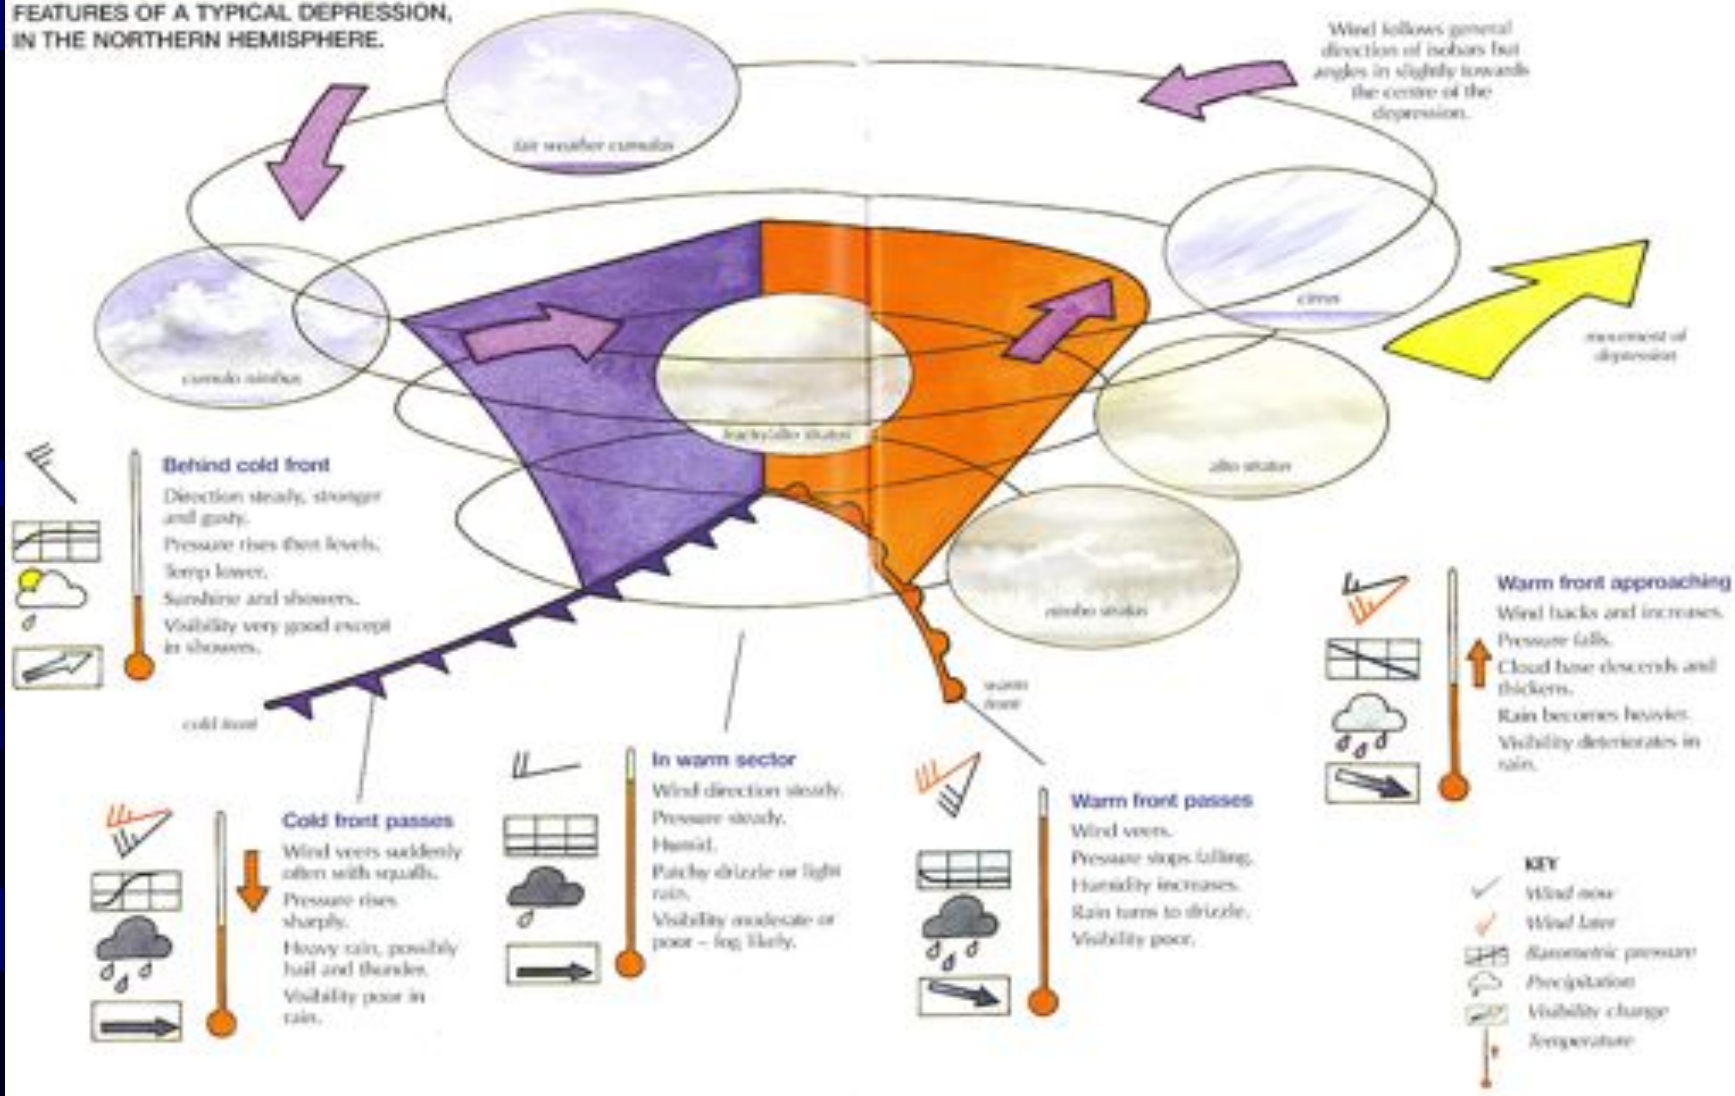 FEATURES OF A TYPICAL DEPRESSION,
IN THE NORTHERN HEMISPHERE.
Wind follows general
direction of isobars but
angles in slightly towards
the centre of the
depression.
fair weather cumulus
cirrus
movement of
depression
cumulo nimbus
stratus
alto stratus
nimbo stratus
Behind cold front
Direction steady, stronger
and gusty.
Pressure rises then levels.
Temp lower.
Sunshine and showers.
Visibility very good except
in showers.
cold front
warm
front
Warm front approaching
Wind backs and increases.
Pressure falls.
Cloud base descends and
thickens.
Rain becomes heavier.
Visibility deteriorates in
rain.
Cold front passes
Wind veers suddenly
often with squalls.
Pressure rises
sharply.
Heavy rain, possibly
hail and thunder.
Visibility poor in
rain.
In warm sector
Wind direction steady.
Pressure steady.
Humid.
Patchy drizzle or light
rain.
Visibility moderate or
poor – fog likely.
Warm front passes
Wind veers.
Pressure stops falling.
Humidity increases.
Rain turns to drizzle.
Visibility poor.
KEY
Wind now
Wind later
Barometric pressure
Precipitation
Visibility change
Temperature